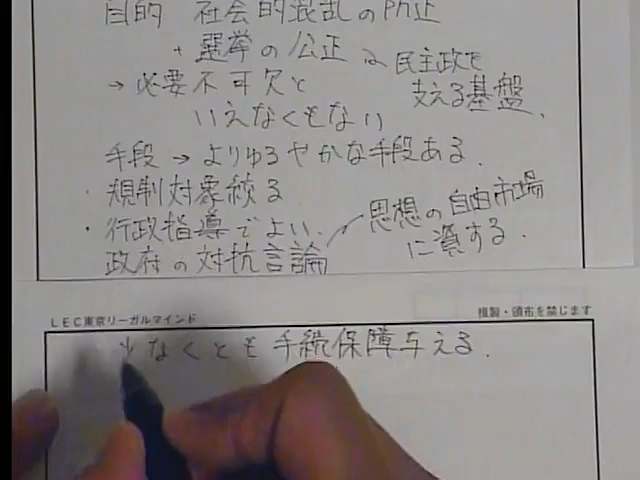 目的 社会的混乱の防止
+ 選挙の公正 は民主政を
支える基盤、
→ 必要不可欠と
いえなくもない
手段 → よりゆるやかな手段ある.
・規制対象絞る
・行政指導でよい.
政府の対抗言論
思想の自由市場
に資する.
LEC東京リーガルマインド
複製・頒布を禁じます
少なくとも手続保障与える.